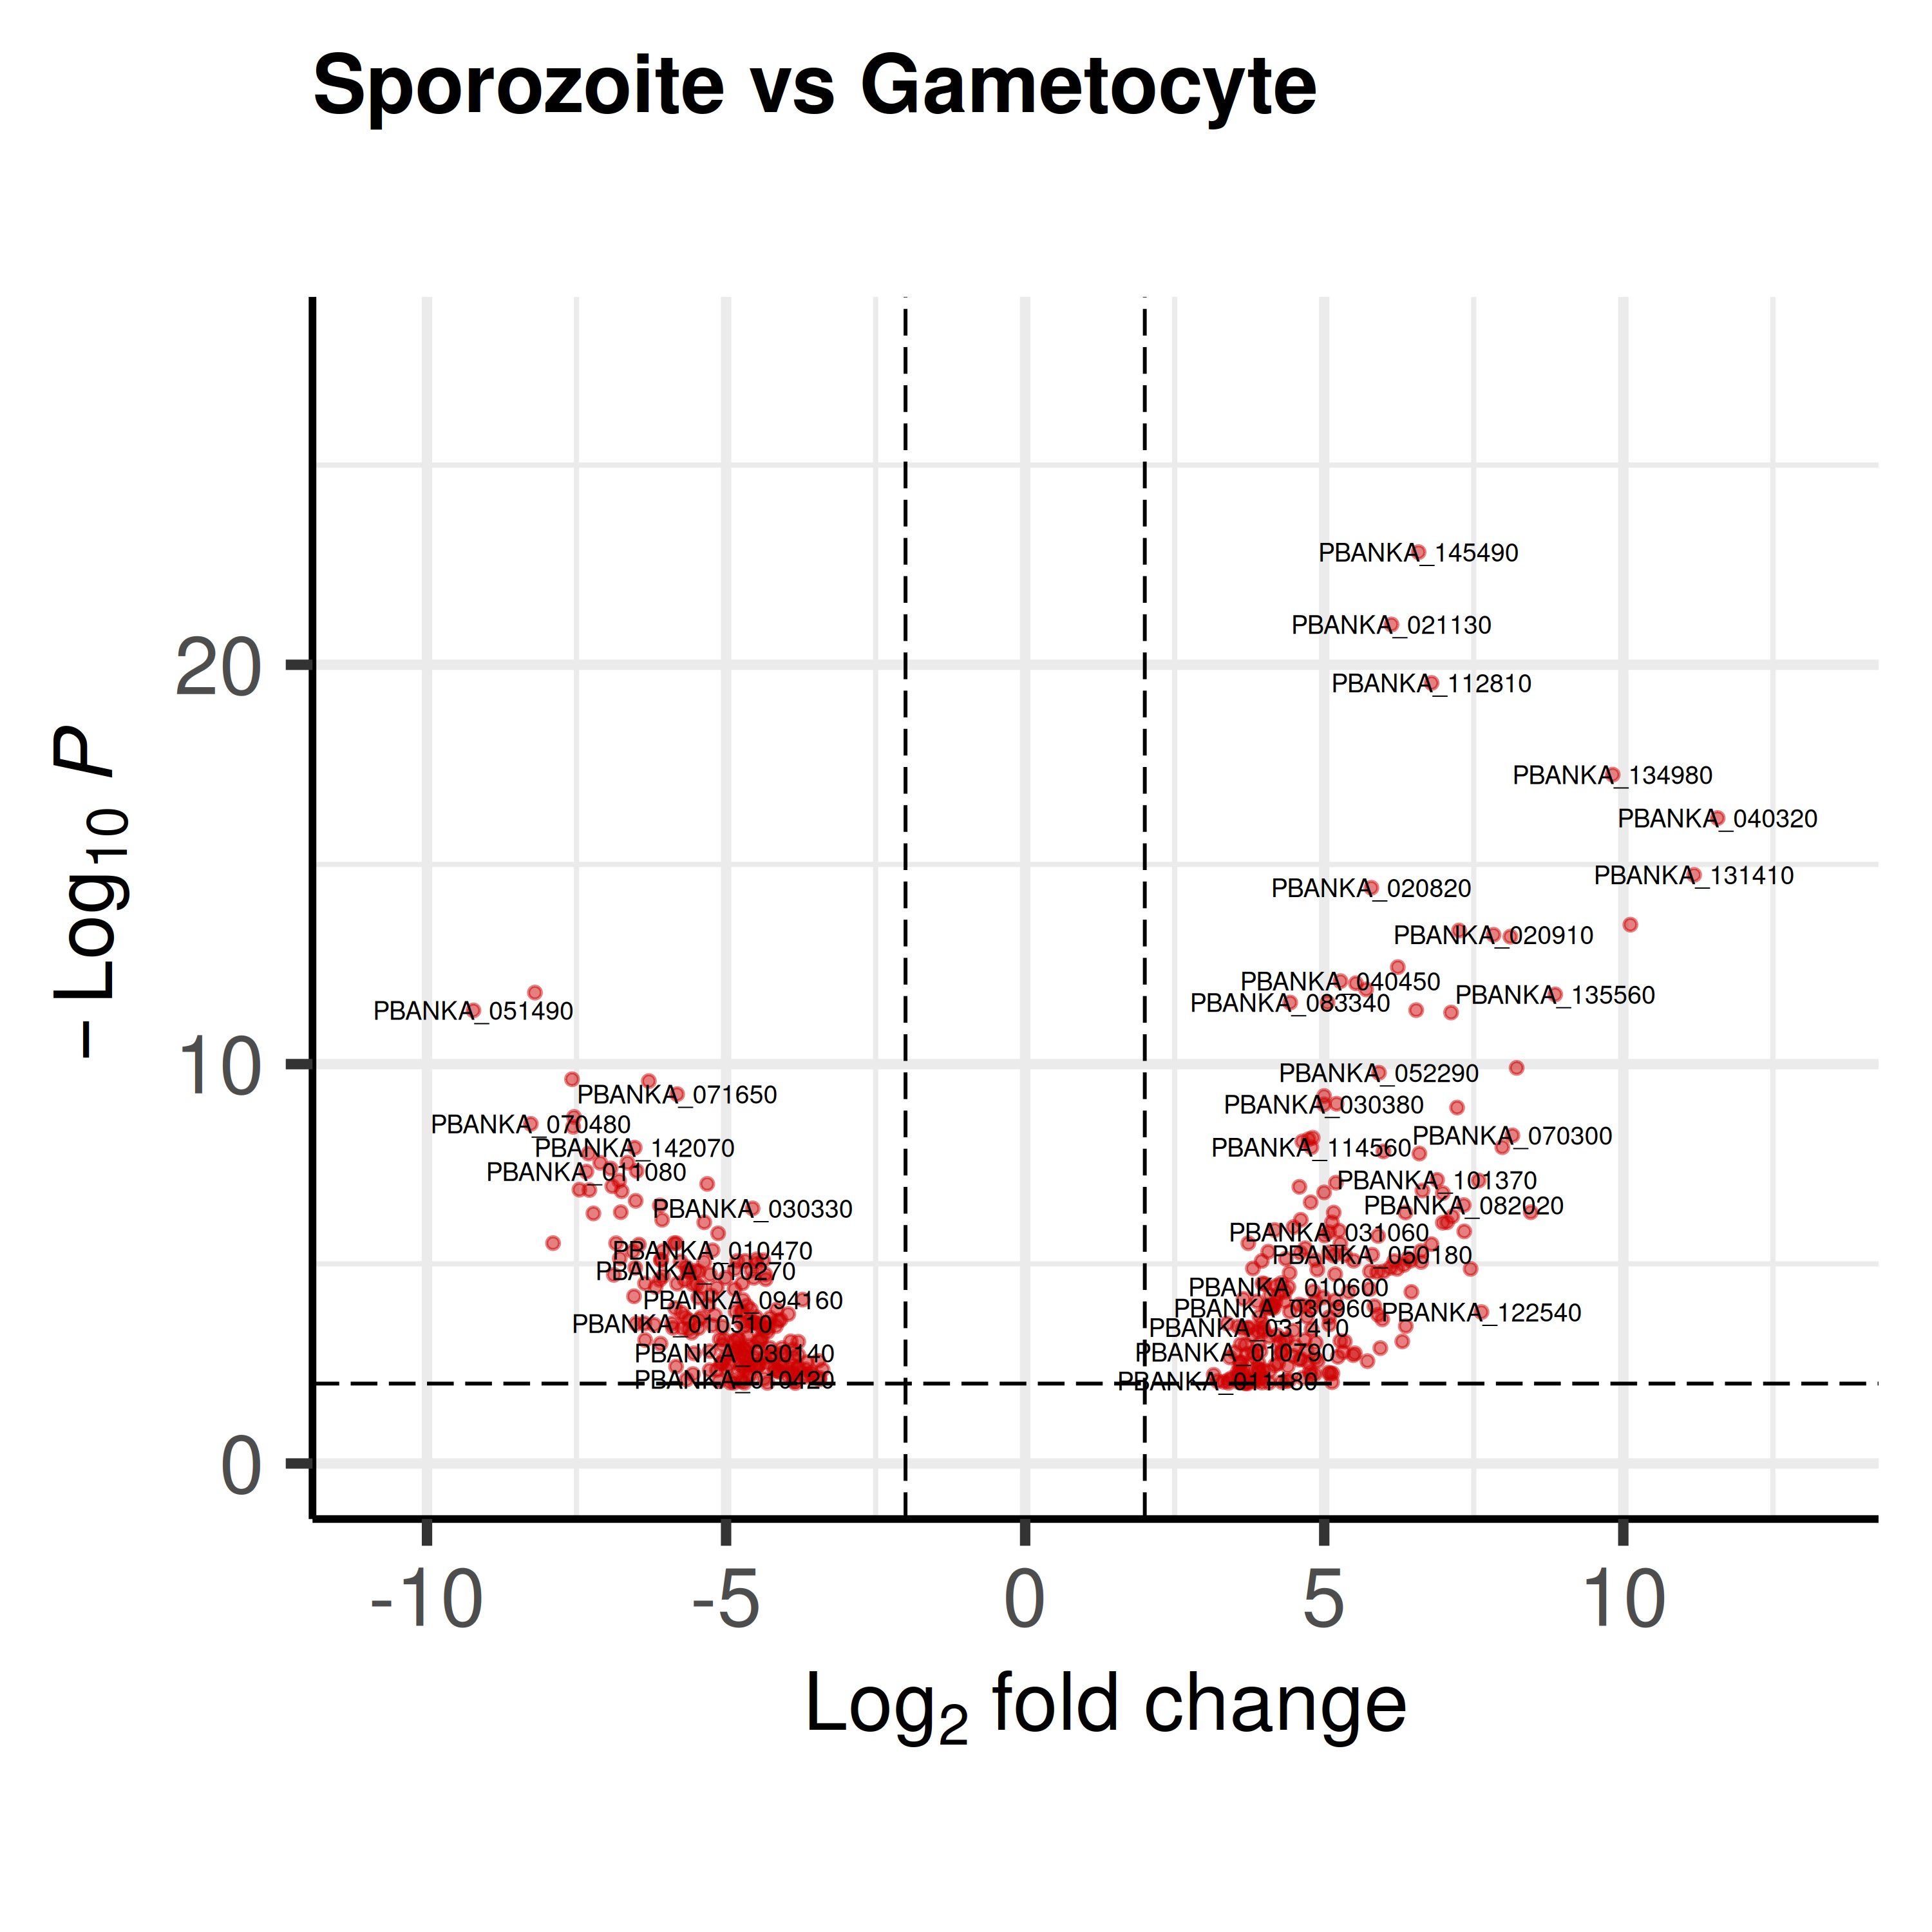 Sporozoite vs Gametocyte
PBANKA_145490
PBANKA_021130
20
PBANKA_112810
PBANKA_134980
PBANKA_040320
PBANKA_131410
PBANKA_020820
PBANKA_020910
PBANKA_040450
PBANKA_135560
PBANKA_083340
PBANKA_051490
− Log10 P
10
PBANKA_052290
PBANKA_071650
PBANKA_030380
PBANKA_070480
PBANKA_070300
PBANKA_142070
PBANKA_114560
PBANKA_011080
PBANKA_101370
PBANKA_082020
PBANKA_030330
PBANKA_031060
PBANKA_010470
PBANKA_050180
PBANKA_010270
PBANKA_010600
PBANKA_094160
PBANKA_030960
PBANKA_122540
PBANKA_010510
PBANKA_031410
PBANKA_030140
PBANKA_010790
PBANKA_010420
PBANKA_011180
0
-10 -5 0 5 10
Log2 fold change